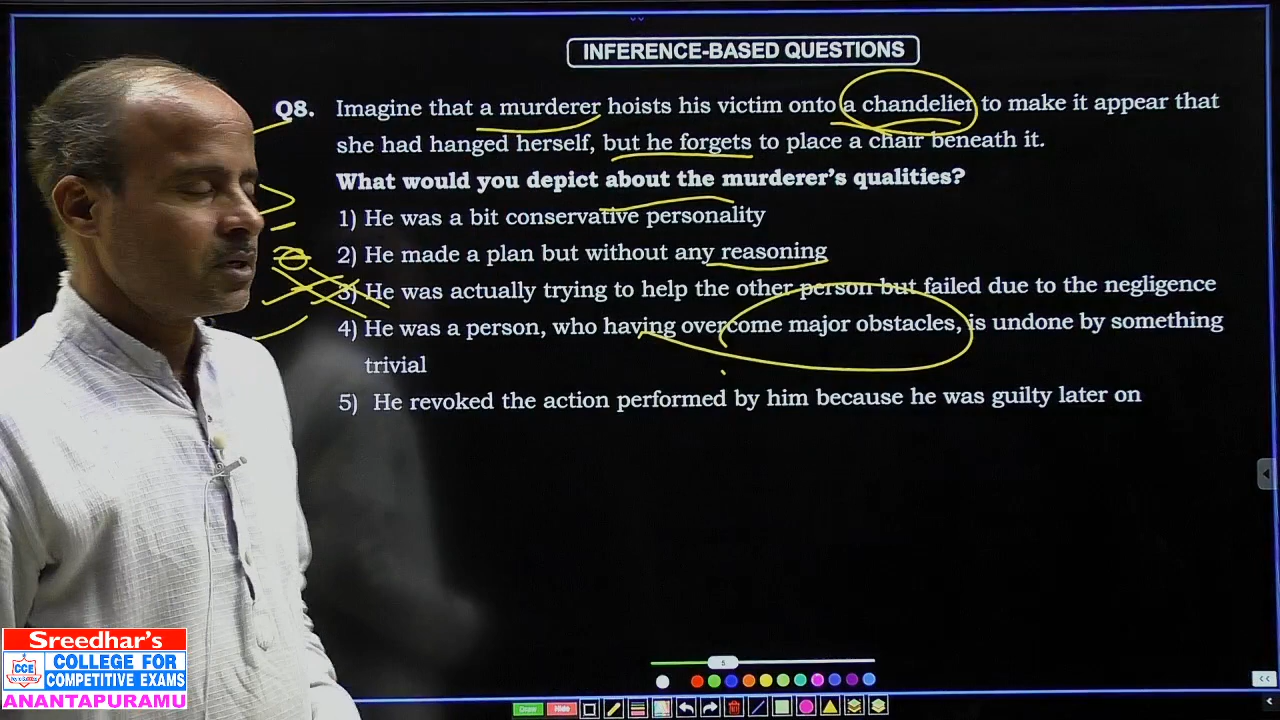 INFERENCE-BASED QUESTIONS
Q8. Imagine that a murderer hoists his victim onto a chandelier to make it appear that
she had hanged herself, but he forgets to place a chair beneath it.
What would you depict about the murderer's qualities?
1) He was a bit conservative personality
2) He made a plan but without any reasoning
3) He was actually trying to help the other person but failed due to the negligence
4) He was a person, who having overcome major obstacles, is undone by something
trivial
5) He revoked the action performed by him because he was guilty later on
Sreedhar's
CCE
COLLEGE FOR
COMPETITIVE EXAMS
ANANTAPURAMU
5
Draw
Hide